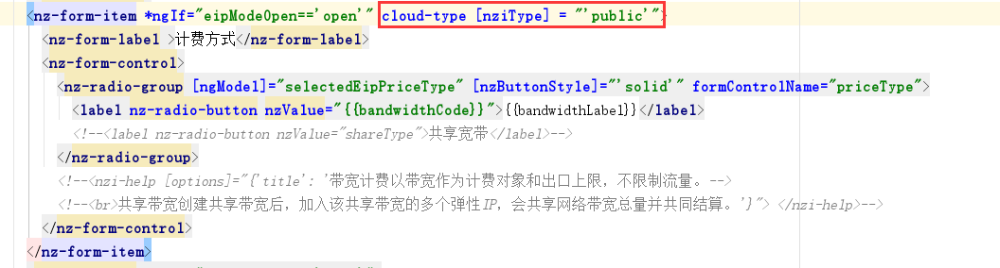 <nz-form-item *ngIf="eipModeOpen=='open'" cloud-type [nziType] = "'public'">
<nz-form-label >计费方式</nz-form-label>
<nz-form-control>
<nz-radio-group [ngModel]="selectedEipPriceType" [nzButtonStyle]="'solid'" formControlName="priceType">
<label nz-radio-button nzValue="{{bandwidthCode}}">{{bandwidthLabel}}</label>
<!--<label nz-radio-button nzValue="shareType">共享宽带</label>-->
</nz-radio-group>
<!--<nzi-help [options]="{'title': '带宽计费以带宽作为计费对象和出口上限，不限制流量。-->
<!--<br>共享带宽创建共享带宽后，加入该共享带宽的多个弹性IP，会共享网络带宽总量并共同结算。'}"> </nzi-help>-->
</nz-form-control>
</nz-form-item>